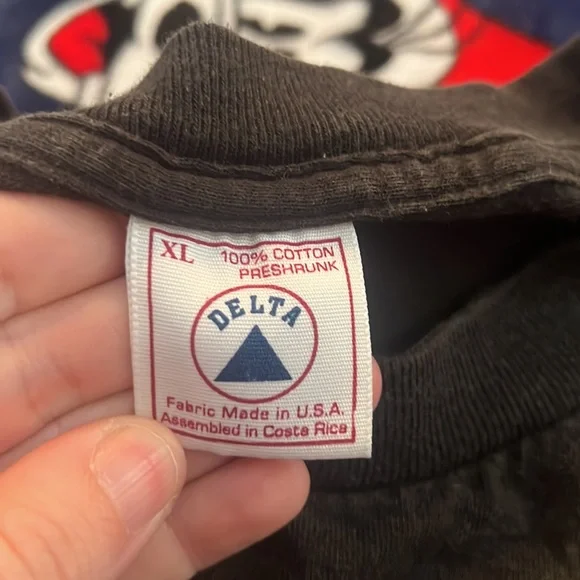 XL
100% COTTON
PRESHRUNK
DELTA
Fabric Made in U.S.A.
Assembled in Costa Rica